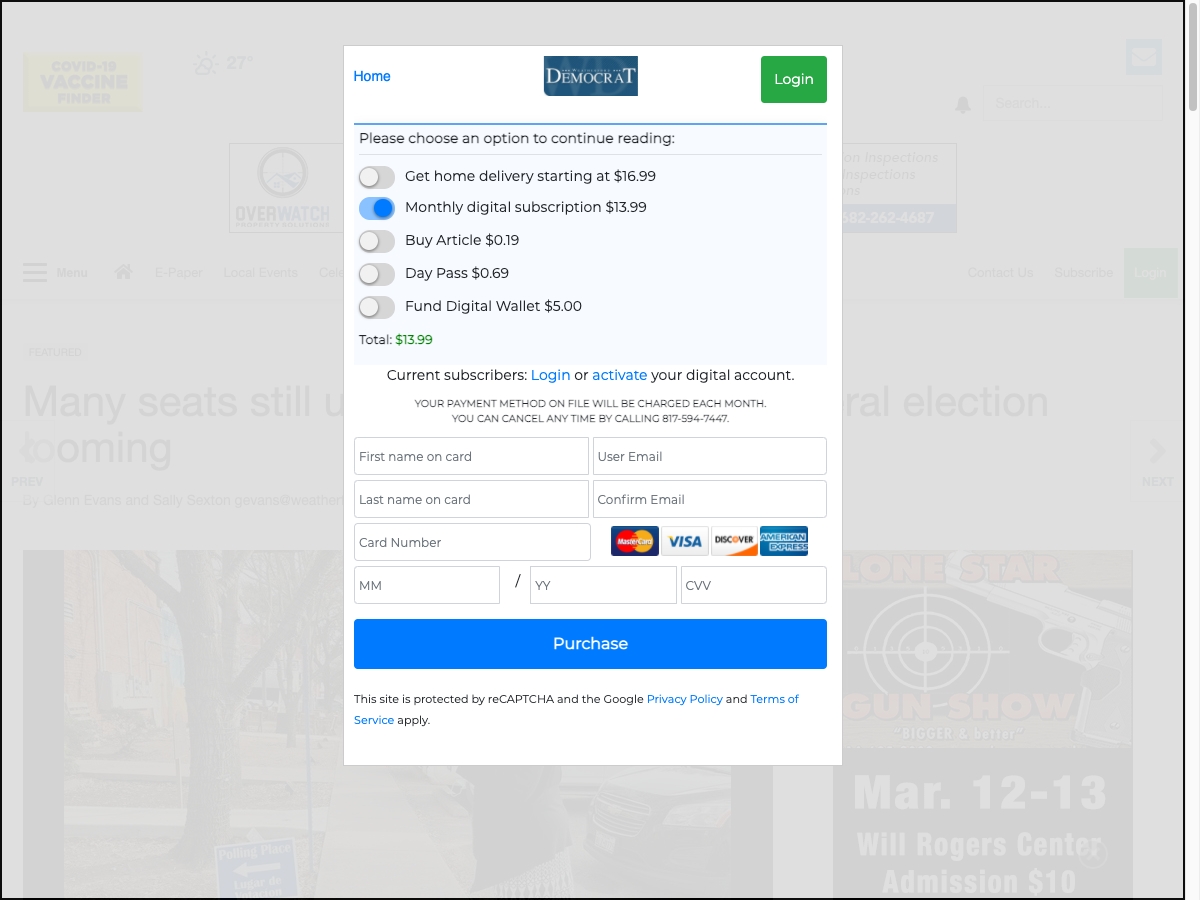 COVID-19
VACCINE
FINDER
27°
Search...
Home
DEMOCRAT
Login
Please choose an option to continue reading:
Get home delivery starting at $16.99
Monthly digital subscription $13.99
Buy Article $0.19
Day Pass $0.69
Fund Digital Wallet $5.00
Total: $13.99
Current subscribers: Login or activate your digital account.
YOUR PAYMENT METHOD ON FILE WILL BE CHARGED EACH MONTH.
YOU CAN CANCEL ANY TIME BY CALLING 817-594-7447.
First name on card
User Email
Last name on card
Confirm Email
Card Number
MasterCard
VISA
DISCOVER
AMERICAN EXPRESS
MM
/
YY
CVV
Purchase
This site is protected by reCAPTCHA and the Google Privacy Policy and Terms of
Service apply.
OVERWATCH
PROPERTY SOLUTIONS
on Inspections
Inspections
ns
682-262-4687
Menu
E-Paper
Local Events
Cele
Contact Us
Subscribe
Login
FEATURED
Many seats still u
ral election
looming
PREV
NEXT
By Glenn Evans and Sally Sexton gevans@weather
Polling Place
Lugar de
Votacion
LONE STAR
GUN SHOW
"BIGGER & better"
Mar. 12-13
Will Rogers Center
Admission $10